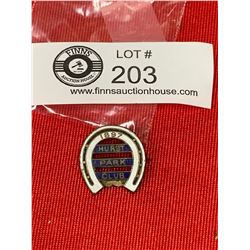 FINNS
AUCTION HOUSE
LOT #
203
www.finnsauctionhouse.com
1897
HURST
PARK
CLUB